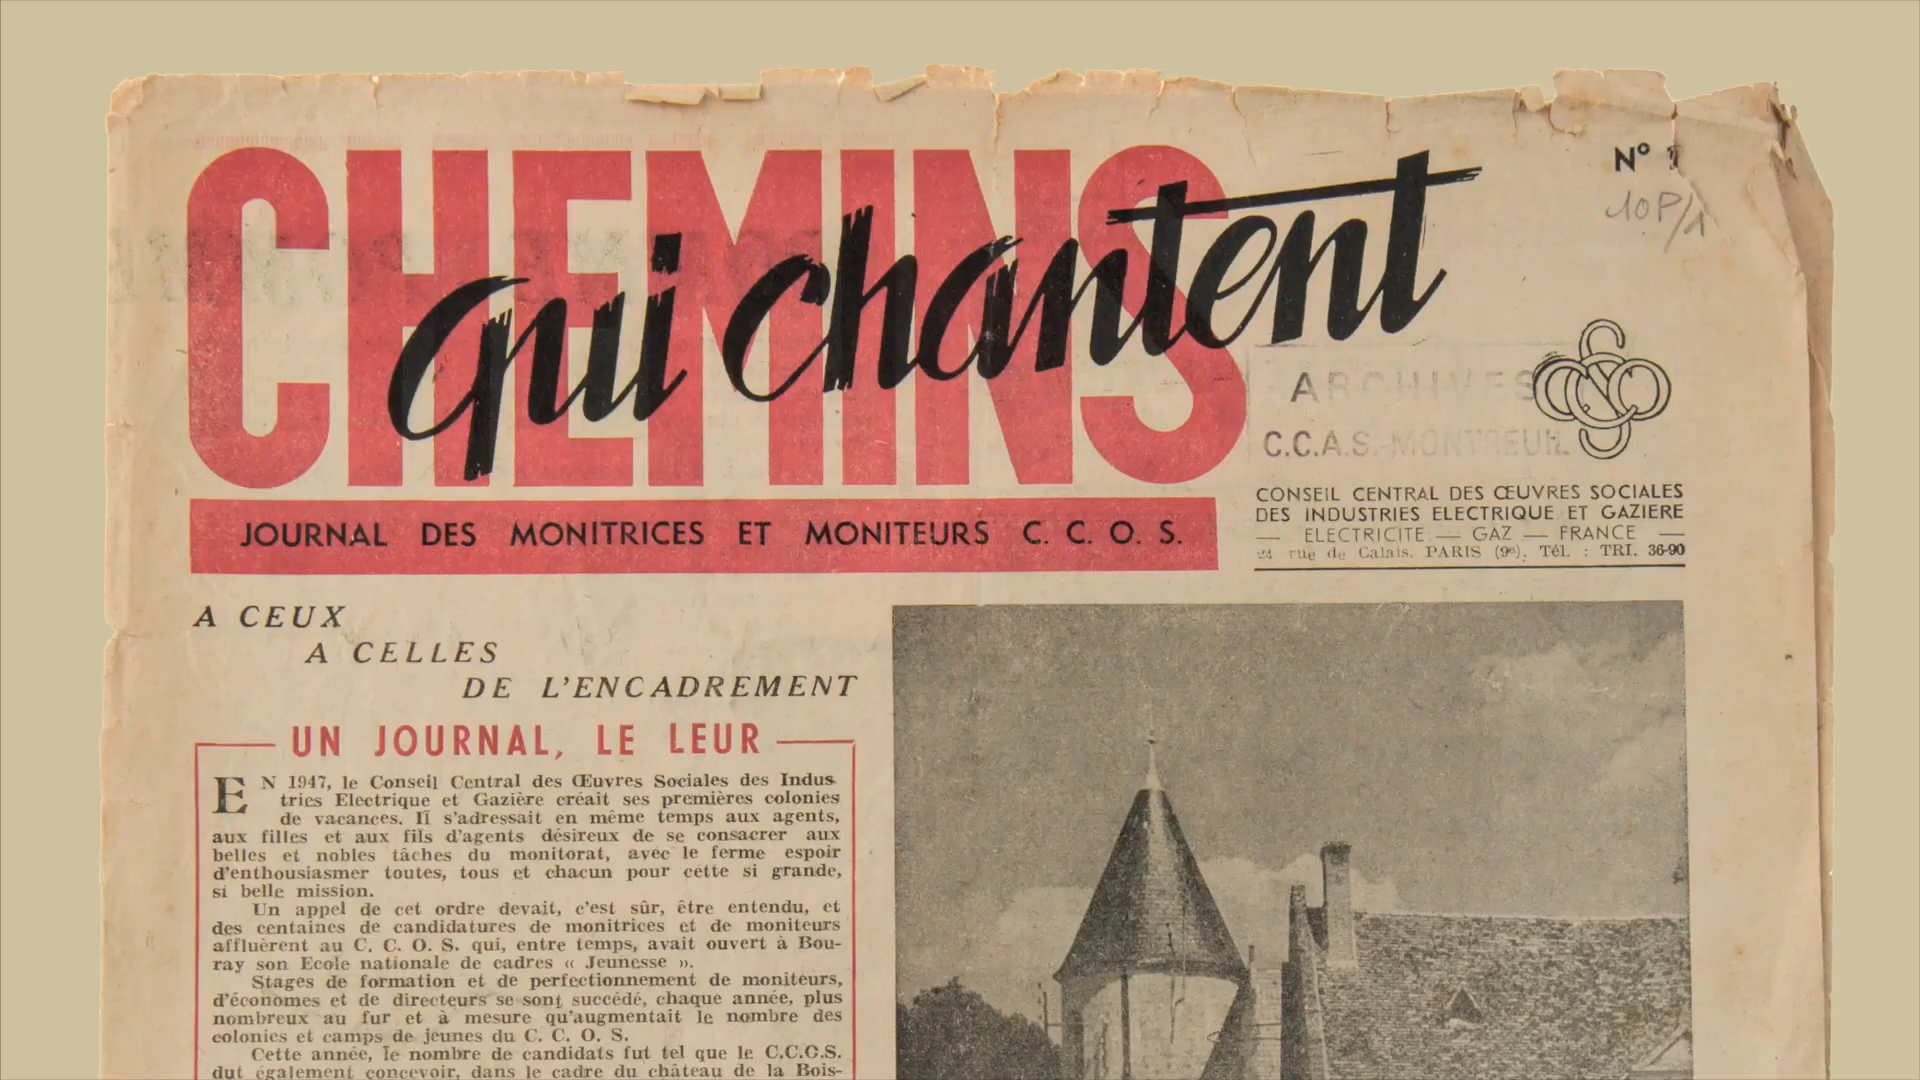 CHEMINS
qui chantent
N° 1
10P/1
ARCHIVES
C.C.A.S.-MONTREUIL
JOURNAL DES MONITRICES ET MONITEURS C. C. O. S.
CONSEIL CENTRAL DES ŒUVRES SOCIALES
DES INDUSTRIES ELECTRIQUE ET GAZIERE
— ELECTRICITE — GAZ — FRANCE —
rue de Calais. PARIS (9e). Tél. : TRI. 36-90
A CEUX
A CELLES
DE L'ENCADREMENT
UN JOURNAL, LE LEUR
EN 1947, le Conseil Central des Œuvres Sociales des Indus-
tries Electrique et Gazière créait ses premières colonies
de vacances. Il s'adressait en même temps aux agents,
aux filles et aux fils d'agents désireux de se consacrer aux
belles et nobles tâches du monitorat, avec le ferme espoir
d'enthousiasmer toutes, tous et chacun pour cette si grande,
si belle mission.
Un appel de cet ordre devait, c'est sûr, être entendu, et
des centaines de candidatures de monitrices et de moniteurs
affluèrent au C. C. O. S. qui, entre temps, avait ouvert à Bou-
ray son Ecole nationale de cadres « Jeunesse ».
Stages de formation et de perfectionnement de moniteurs,
d'économes et de directeurs se sont succédé, chaque année, plus
nombreux au fur et à mesure qu'augmentait le nombre des
colonies et camps de jeunes du C. C. O. S.
Cette année, le nombre de candidats fut tel que le C.C.O.S.
dut également concevoir, dans le cadre du château de la Bois-